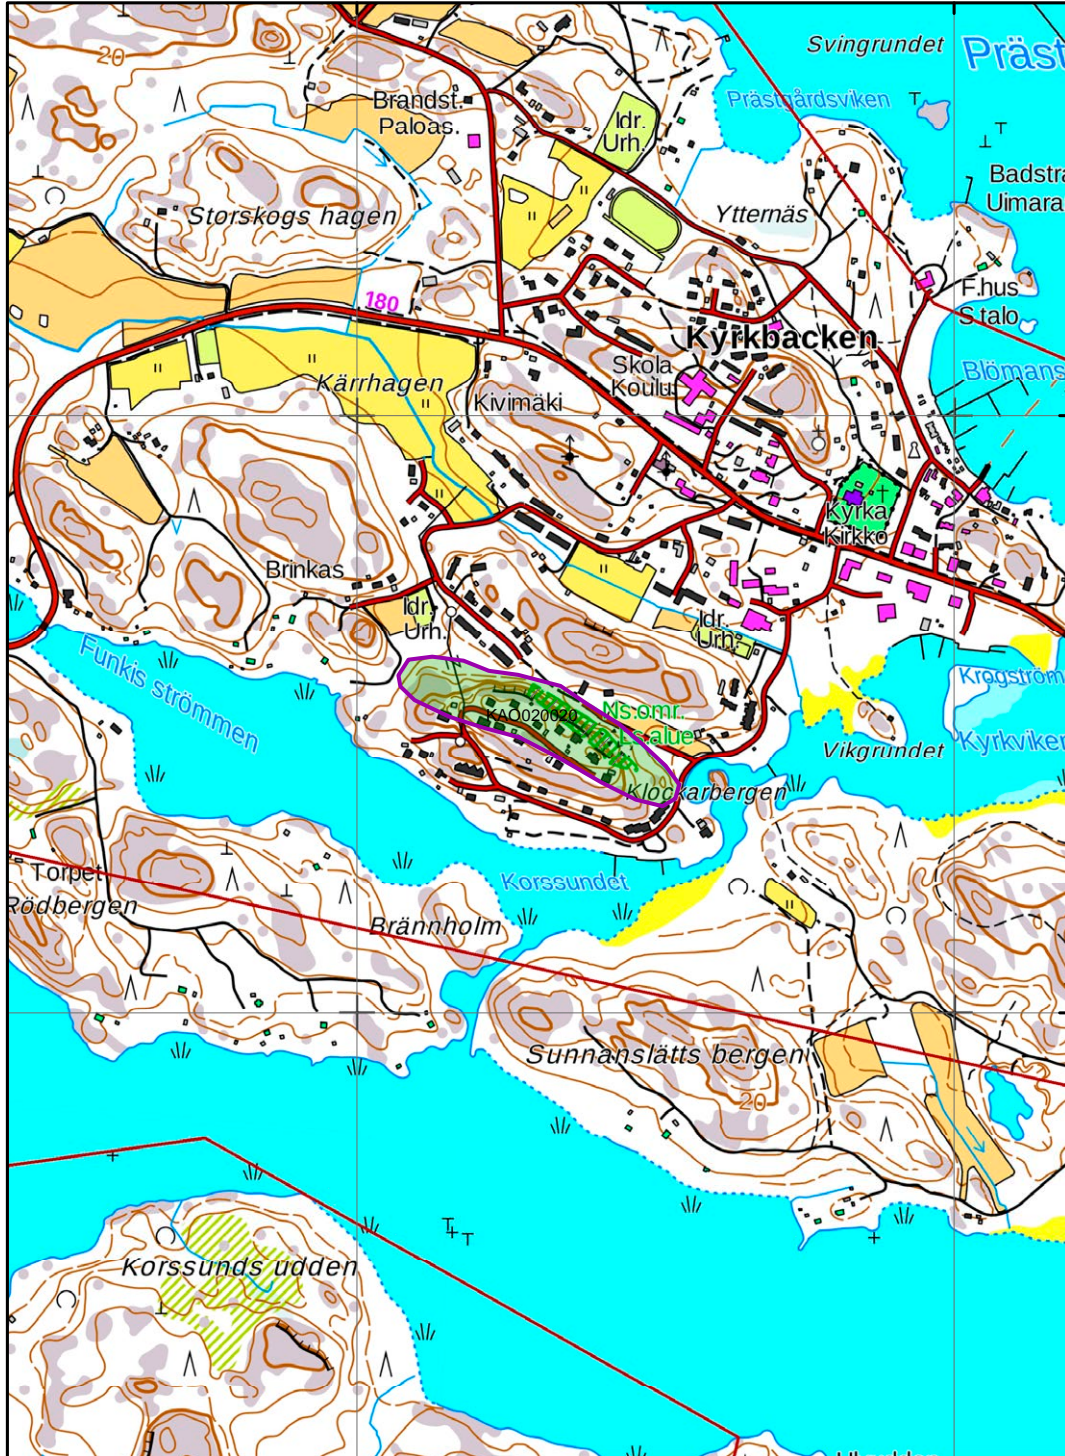 Svingrundet
Präst
20
Prästgårdsviken
Brandst.
Paloas.
Idr.
Urh.
Badstra
Uimara
Storskogs hagen
Ytternäs
180
F.hus
S.talo
Kyrkbacken
Skola
Koulu
Blömans
Kärrhagen
Kivimäki
Kyrka
Kirkko
Brinkas
Idr.
Urh.
Idr.
Urh.
Funkis strömmen
Krogström
KAO020020
Ns.omr.
Ls.alue
Kyrkviken
Vikgrundet
Klockarbergen
Torpet
Rödbergen
Korssundet
Brännholm
Sunnanslätts bergen
20
Korssunds udden